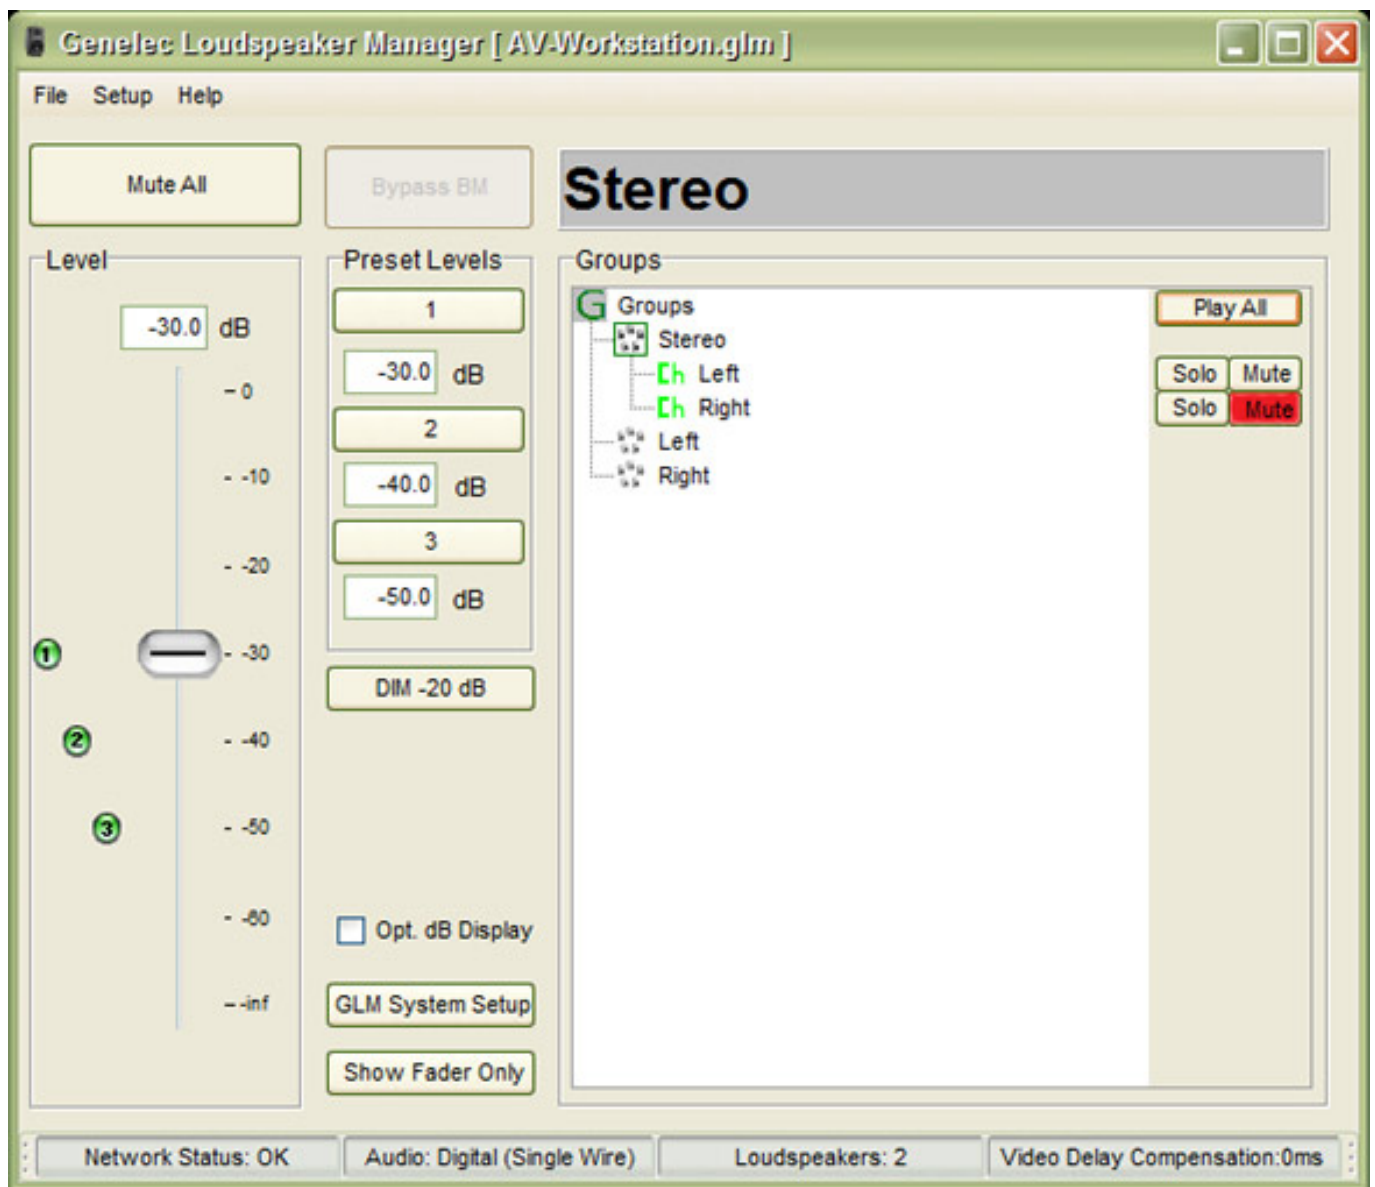 Genelec Loudspeaker Manager [ AV-Workstation.glm ]
File Setup Help
Mute All
Bypass BM
Stereo
Level
-30.0 dB
- 0
- -10
- -20
- -30
- -40
- -50
- -60
- -inf
1
2
3
Preset Levels
1
-30.0 dB
2
-40.0 dB
3
-50.0 dB
DIM -20 dB
Opt. dB Display
GLM System Setup
Show Fader Only
Groups
G Groups
Stereo
Ch Left
Ch Right
Left
Right
Play All
Solo Mute
Solo Mute
Network Status: OK
Audio: Digital (Single Wire)
Loudspeakers: 2
Video Delay Compensation:0ms